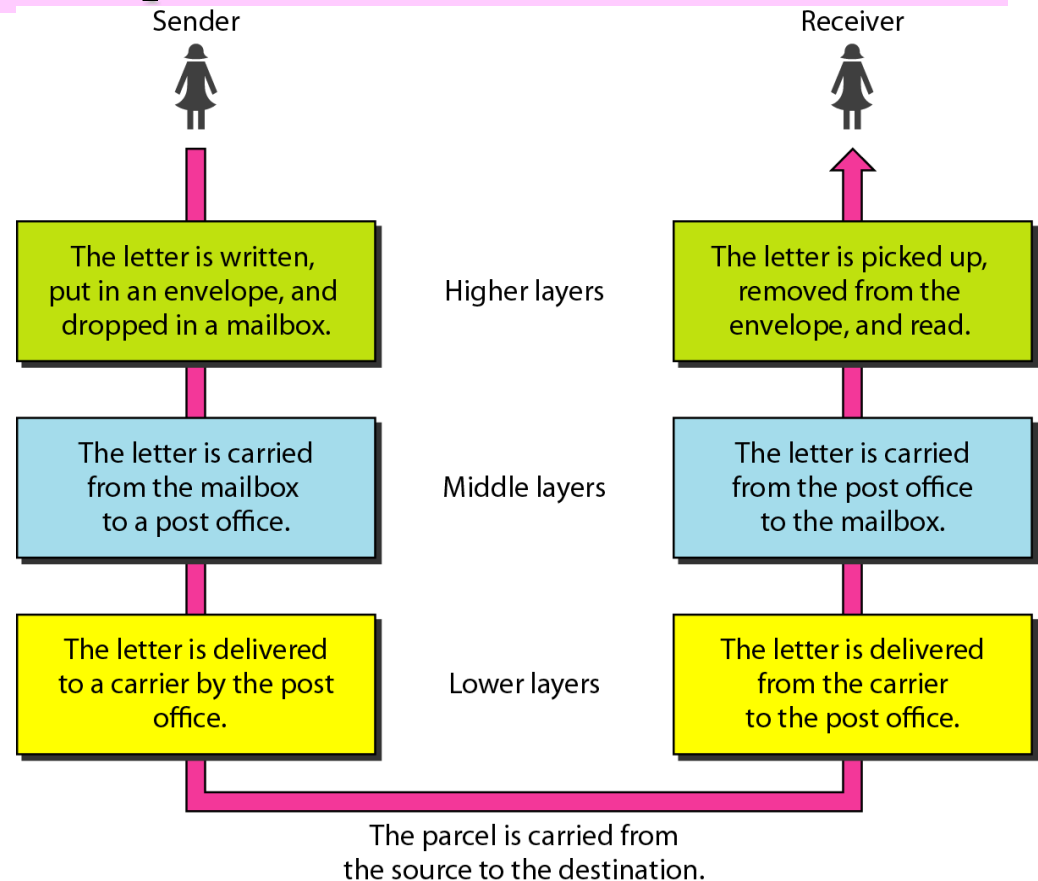 Sender
Receiver
The letter is written,
put in an envelope, and
dropped in a mailbox.
Higher layers
The letter is picked up,
removed from the
envelope, and read.
The letter is carried
from the mailbox
to a post office.
Middle layers
The letter is carried
from the post office
to the mailbox.
The letter is delivered
to a carrier by the post
office.
Lower layers
The letter is delivered
from the carrier
to the post office.
The parcel is carried from
the source to the destination.